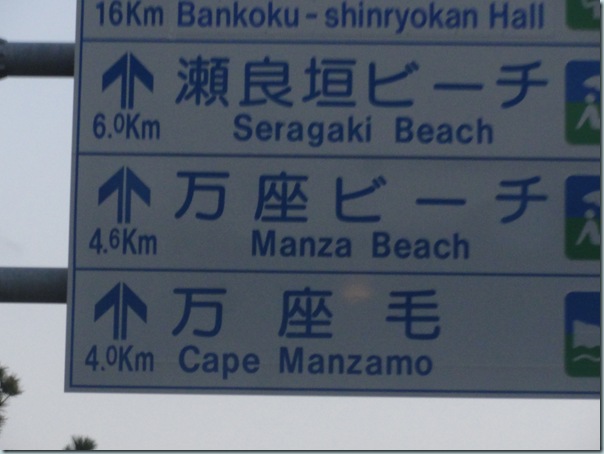 16Km Bankoku-shinryokan Hall
瀬良垣ビーチ
6.0Km Seragaki Beach
万座ビーチ
4.6Km Manza Beach
万座毛
4.0Km Cape Manzamo